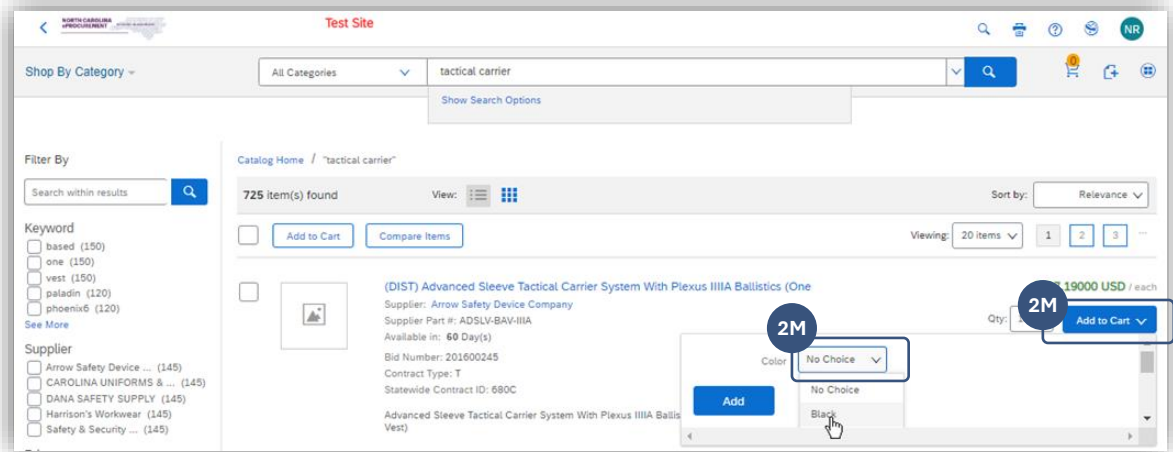 NORTH CAROLINA
ePROCUREMENT
Test Site
NR
Shop By Category
All Categories
tactical carrier
0
Show Search Options
Filter By
Catalog Home / "tactical carrier"
Search within results
725 item(s) found
View:
Sort by:
Relevance
Keyword
based (150)
one (150)
vest (150)
paladin (120)
phoenix6 (120)
See More
Add to Cart
Compare Items
Viewing:
20 items
1
2
3
...
(DIST) Advanced Sleeve Tactical Carrier System With Plexus IIIIA Ballistics (One
19000 USD / each
Supplier: Arrow Safety Device Company
Supplier Part #: ADSLV-BAV-IIIA
Available in: 60 Day(s)
Bid Number: 201600245
Contract Type: T
Statewide Contract ID: 680C
Advanced Sleeve Tactical Carrier System With Plexus IIIIA Ballis
Vest)
Qty:
2M
Add to Cart
2M
Color
No Choice
No Choice
Black
Add
Supplier
Arrow Safety Device ... (145)
CAROLINA UNIFORMS & ... (145)
DANA SAFETY SUPPLY (145)
Harrison's Workwear (145)
Safety & Security ... (145)